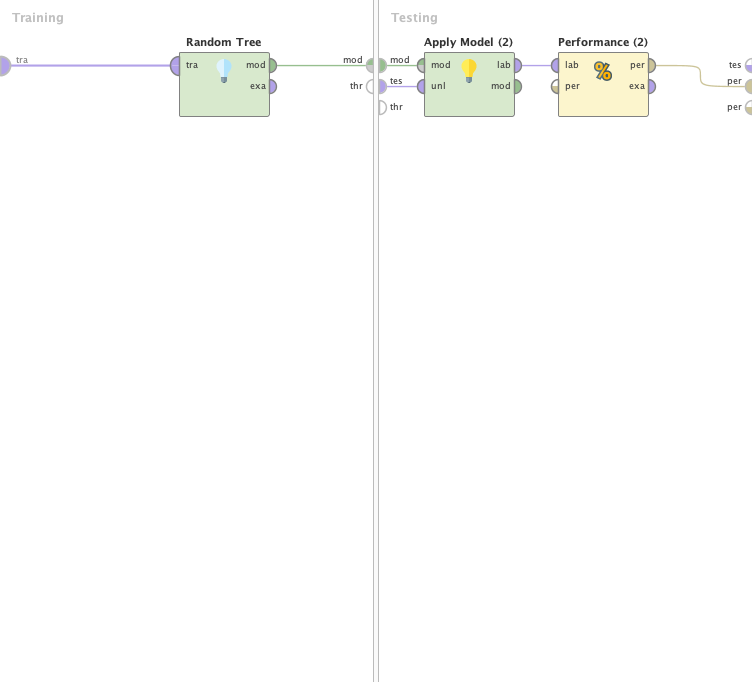 Training
tra
Random Tree
tra mod
exa
mod
thr
Testing
mod
tes
thr
Apply Model (2)
mod lab
unl mod
Performance (2)
% 
lab per
per exa
tes
per
per